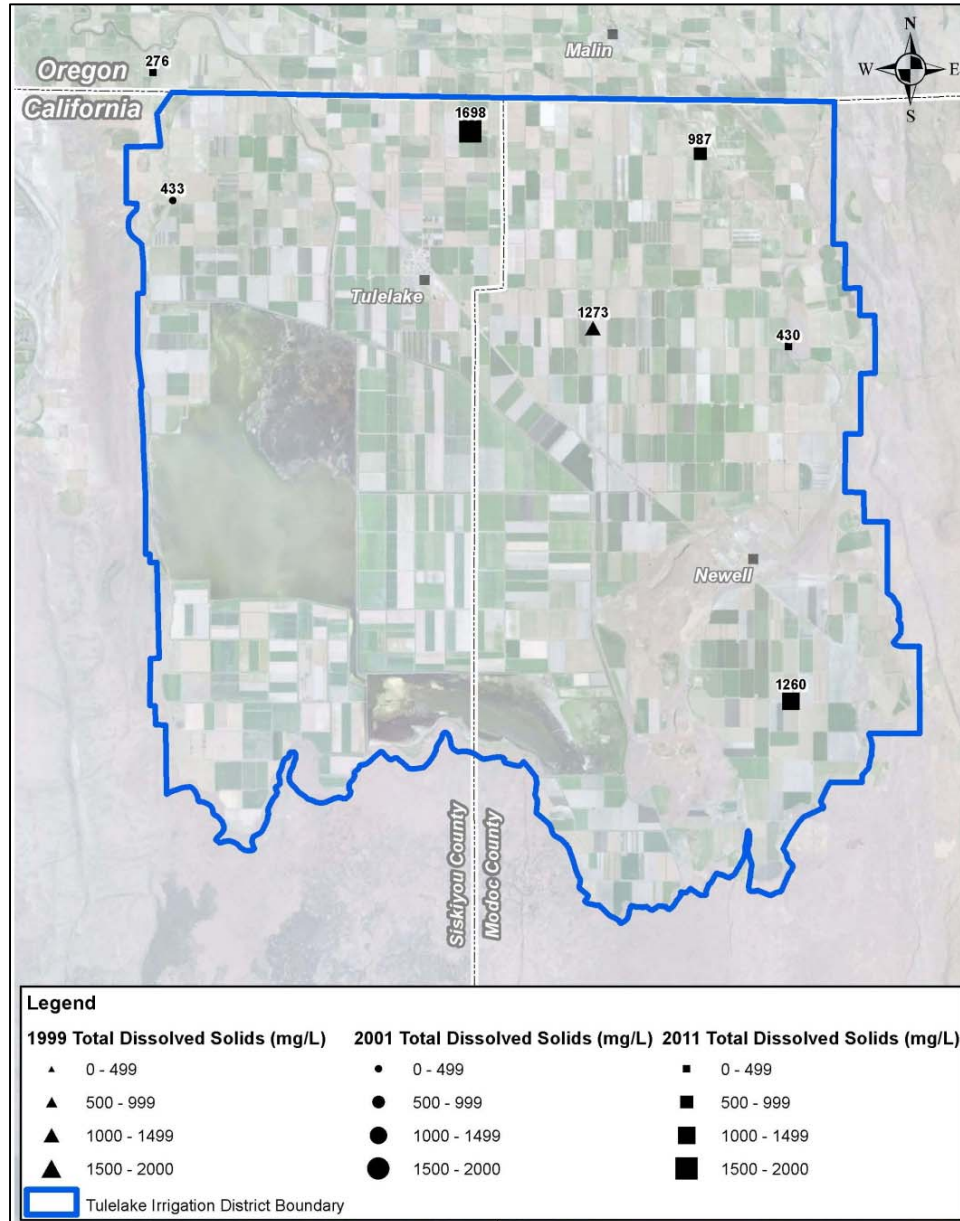 N
Malin
276
Oregon
W E
California
S
1698
987
433
Tulelake
1273
430
Newell
1260
Siskiyou County
Modoc County
Legend
1999 Total Dissolved Solids (mg/L) 2001 Total Dissolved Solids (mg/L) 2011 Total Dissolved Solids (mg/L)
0 - 499 0 - 499 0 - 499
500 - 999 500 - 999 500 - 999
1000 - 1499 1000 - 1499 1000 - 1499
1500 - 2000 1500 - 2000 1500 - 2000
Tulelake Irrigation District Boundary